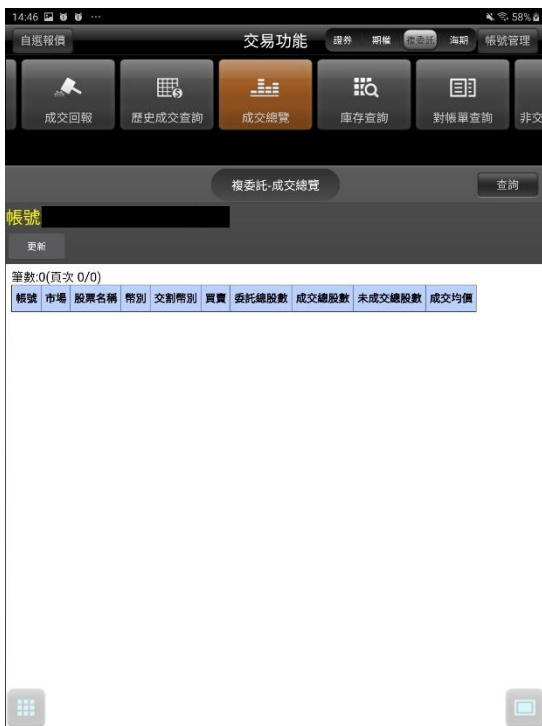 14:46 58%
自選報價 交易功能 證券 期權 複委託 海期 帳號管理
成交回報 歷史成交查詢 成交總覽 庫存查詢 對帳單查詢 非交
複委託-成交總覽 查詢
帳號
更新
筆數:0(頁次 0/0)
帳號 市場 股票名稱 幣別 交割幣別 買賣 委託總股數 成交總股數 未成交總股數 成交均價